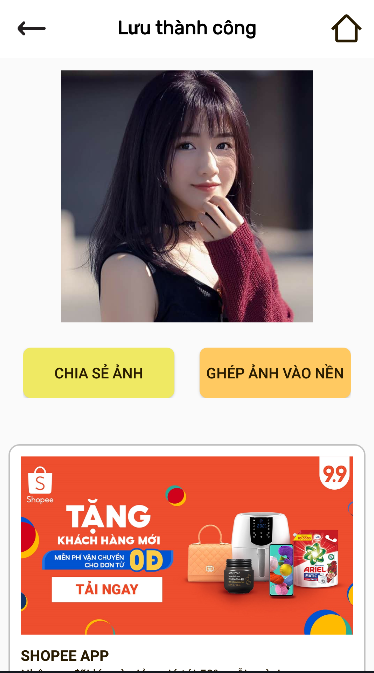 Lưu thành công
CHIA SẺ ẢNH
GHÉP ẢNH VÀO NỀN
9.9
S
Shopee
TẶNG
KHÁCH HÀNG MỚI
MIỄN PHÍ VẬN CHUYỂN
CHO ĐƠN TỪ
0Đ
TẢI NGAY
ARIEL
SHOPEE APP